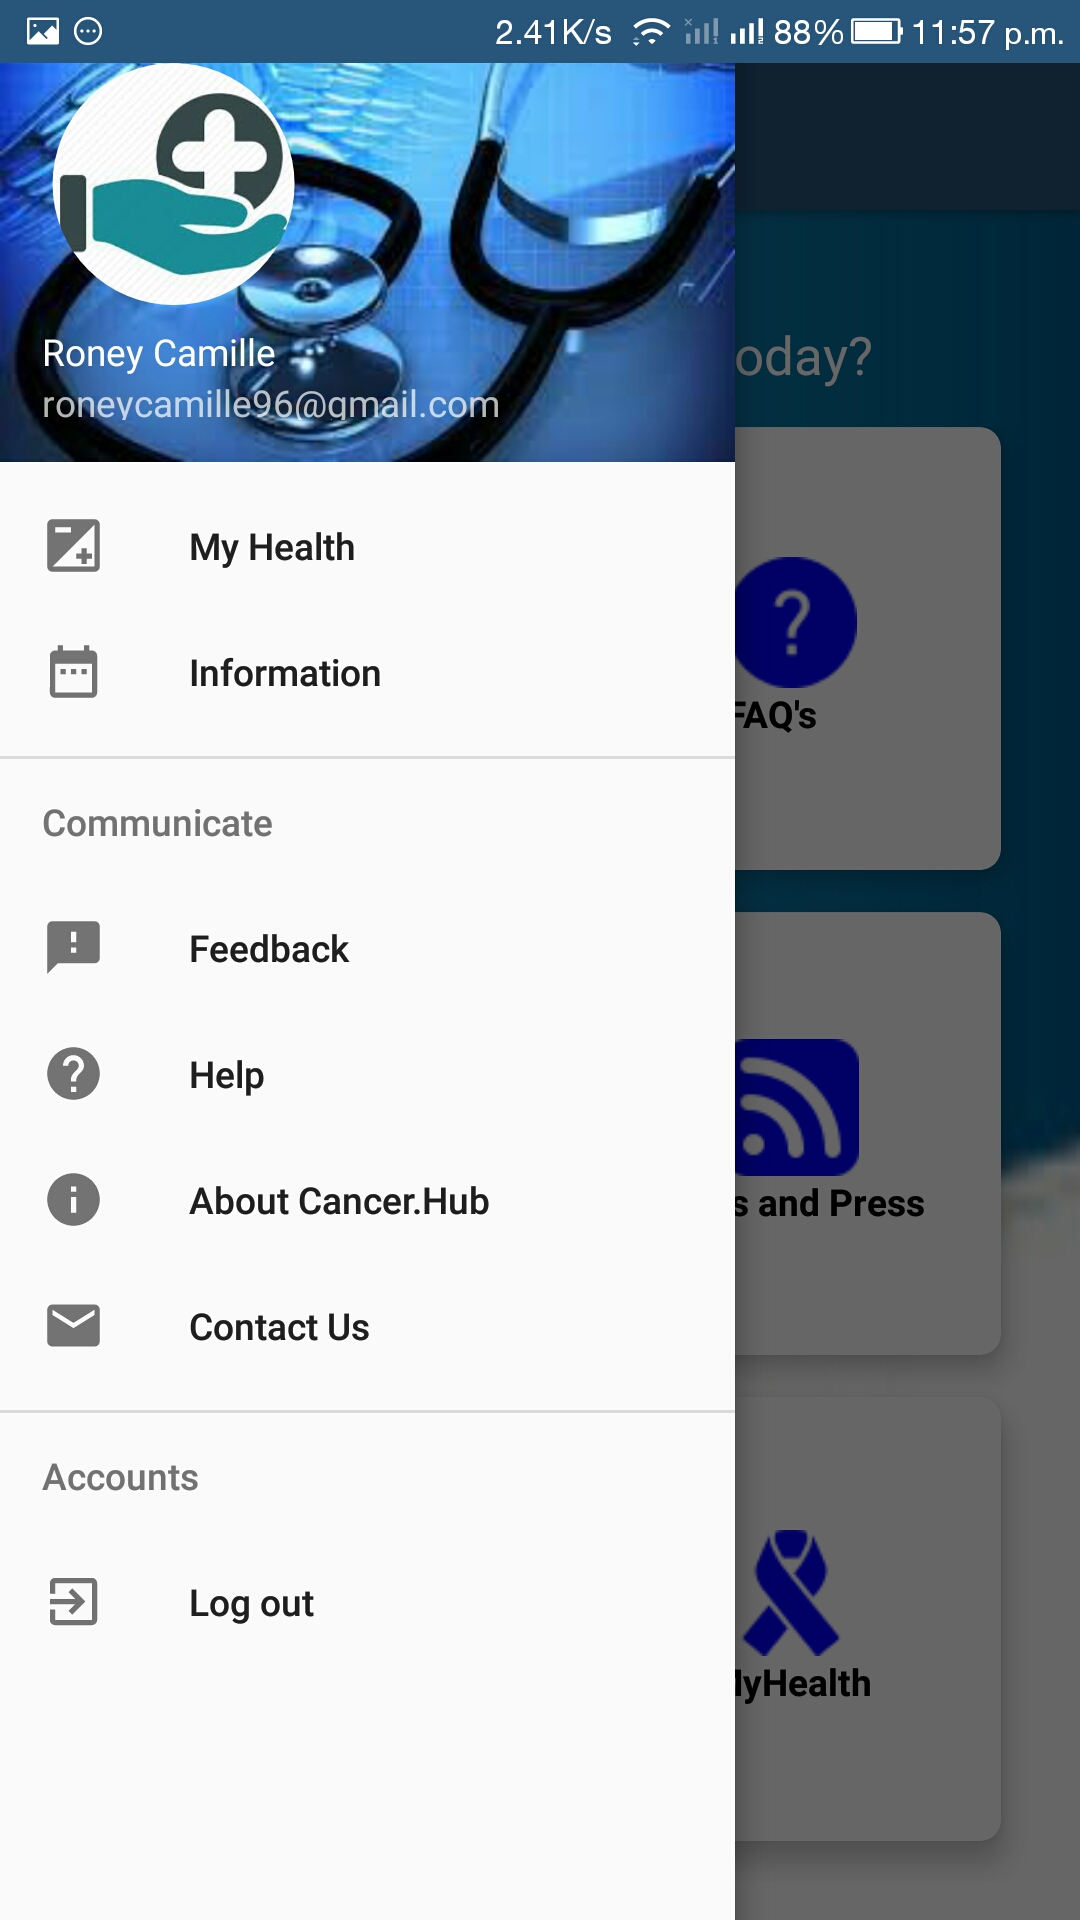 2.41K/s 88% 11:57 p.m.
Roney Camille
roneycamille96@gmail.com
My Health
Information
Communicate
Feedback
Help
About Cancer.Hub
Contact Us
Accounts
Log out
oday?
FAQ's
s and Press
yHealth